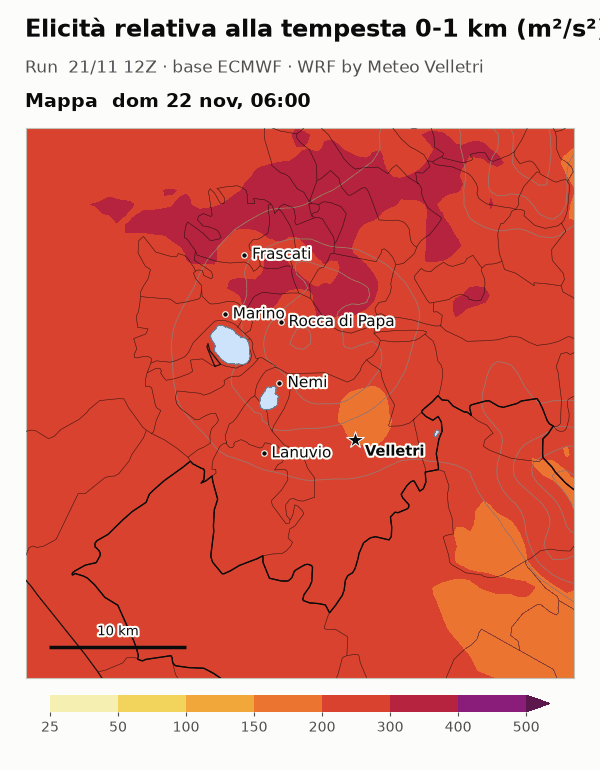 Elicità relativa alla tempesta 0-1 km (m²/s²)
Run  21/11 12Z · base ECMWF · WRF by Meteo Velletri
Mappa  dom 22 nov, 06:00
Frascati
Marino
Rocca di Papa
Nemi
Velletri
Lanuvio
10 km
25 50 100 150 200 300 400 500